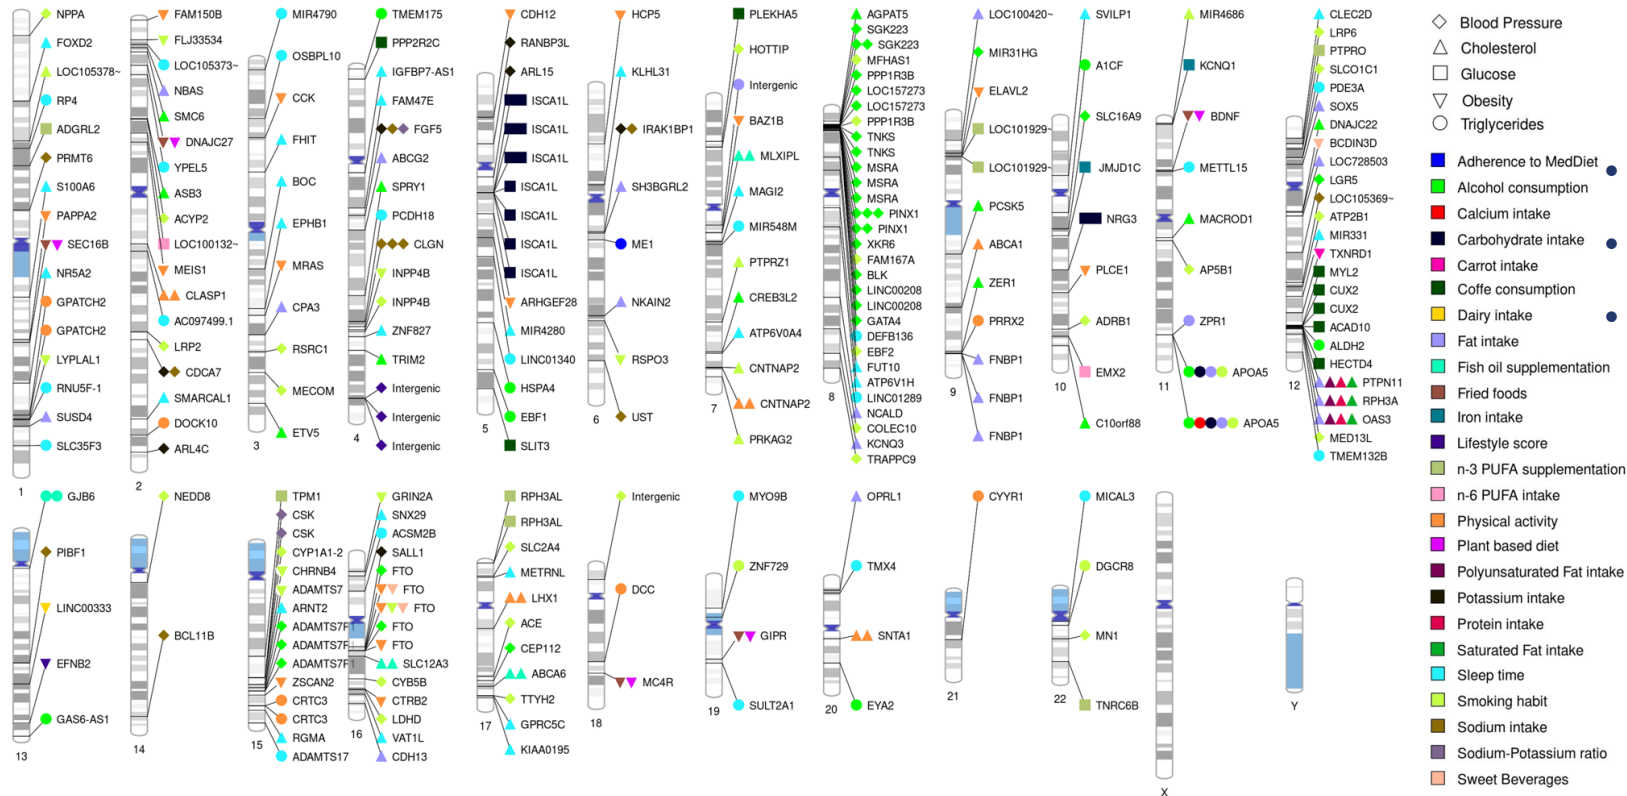 NPPA
FOXD2
LOC105378~
RP4
ADGRL2
PRMT6
S100A6
PAPPA2
SEC16B
NR5A2
GPATCH2
GPATCH2
LYPLAL1
RNU5F-1
SUSD4
SLC35F3
1
FAM150B
FLJ33534
LOC105373~
NBAS
SMC6
DNAJC27
YPEL5
ASB3
ACYP2
LOC100132~
MEIS1
CLASP1
AC097499.1
LRP2
CDCA7
SMARCAL1
DOCK10
ARL4C
2
MIR4790
OSBPL10
CCK
FHIT
BOC
EPHB1
MRAS
CPA3
RSRC1
MECOM
ETV5
3
TMEM175
PPP2R2C
IGFBP7-AS1
FAM47E
FGF5
ABCG2
SPRY1
PCDH18
CLGN
INPP4B
INPP4B
ZNF827
TRIM2
Intergenic
Intergenic
Intergenic
4
CDH12
RANBP3L
ARL15
ISCA1L
ISCA1L
ISCA1L
ISCA1L
ISCA1L
ISCA1L
ISCA1L
ARHGEF28
MIR4280
LINC01340
HSPA4
EBF1
SLIT3
5
HCP5
KLHL31
IRAK1BP1
SH3BGRL2
ME1
NKAIN2
RSPO3
UST
6
PLEKHA5
HOTTIP
Intergenic
BAZ1B
MLXIPL
MAGI2
MIR548M
PTPRZ1
CREB3L2
ATP6V0A4
CNTNAP2
CNTNAP2
PRKAG2
7
AGPAT5
SGK223
SGK223
MFHAS1
PPP1R3B
LOC157273
LOC157273
PPP1R3B
TNKS
TNKS
MSRA
MSRA
MSRA
PINX1
PINX1
XKR6
FAM167A
BLK
LINC00208
LINC00208
GATA4
DEFB136
EBF2
FUT10
ATP6V1H
LINC01289
NCALD
COLEC10
KCNQ3
TRAPPC9
8
LOC100420~
MIR31HG
ELAVL2
LOC101929~
LOC101929~
PCSK5
ABCA1
ZER1
PRRX2
FNBP1
FNBP1
FNBP1
9
SVILP1
A1CF
SLC16A9
JMJD1C
NRG3
PLCE1
ADRB1
EMX2
C10orf88
10
MIR4686
KCNQ1
BDNF
METTL15
MACROD1
AP5B1
ZPR1
APOA5
APOA5
11
CLEC2D
LRP6
PTPRO
SLCO1C1
PDE3A
SOX5
DNAJC22
BCDIN3D
LOC728503
LGR5
LOC105369~
ATP2B1
MIR331
TXNRD1
MYL2
CUX2
CUX2
ACAD10
ALDH2
HECTD4
PTPN11
RPH3A
OAS3
MED13L
TMEM132B
12
GJB6
PIBF1
LINC00333
EFNB2
GAS6-AS1
13
NEDD8
BCL11B
14
TPM1
CSK
CSK
CYP1A1-2
CHRNB4
ADAMTS7
ARNT2
ADAMTS7P1
ADAMTS7P1
ADAMTS7P1
ZSCAN2
CRTC3
CRTC3
RGMA
ADAMTS17
15
GRIN2A
SNX29
ACSM2B
SALL1
FTO
FTO
FTO
FTO
FTO
SLC12A3
CYB5B
CTRB2
LDHD
VAT1L
CDH13
16
RPH3AL
RPH3AL
SLC2A4
METRNL
LHX1
ACE
CEP112
ABCA6
TTYH2
GPRC5C
KIAA0195
17
Intergenic
DCC
MC4R
18
MYO9B
ZNF729
GIPR
SULT2A1
19
OPRL1
TMX4
SNTA1
EYA2
20
CYYR1
21
MICAL3
DGCR8
MN1
TNRC6B
22
X
Y
Blood Pressure
Cholesterol
Glucose
Obesity
Triglycerides
Adherence to MedDiet
Alcohol consumption
Calcium intake
Carbohydrate intake
Carrot intake
Coffe consumption
Dairy intake
Fat intake
Fish oil supplementation
Fried foods
Iron intake
Lifestyle score
n-3 PUFA supplementation
n-6 PUFA intake
Physical activity
Plant based diet
Polyunsaturated Fat intake
Potassium intake
Protein intake
Saturated Fat intake
Sleep time
Smoking habit
Sodium intake
Sodium-Potassium ratio
Sweet Beverages